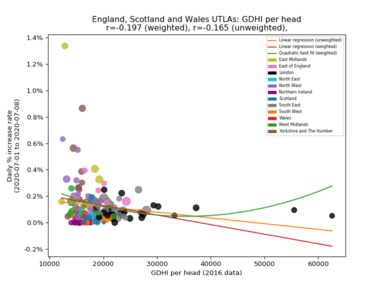 England, Scotland and Wales UTLAs: GDHI per head
r=-0.197 (weighted), r=-0.165 (unweighted),
Linear regression (unweighted)
Linear regression (weighted)
Quadratic best fit (weighted)
East Midlands
East of England
London
North East
North West
Northern Ireland
Scotland
South East
South West
Wales
West Midlands
Yorkshire and The Humber
Daily % increase rate
(2020-07-01 to 2020-07-08)
1.4%
1.2%
1.0%
0.8%
0.6%
0.4%
0.2%
0.0%
-0.2%
10000 20000 30000 40000 50000 60000
GDHI per head (2016 data)